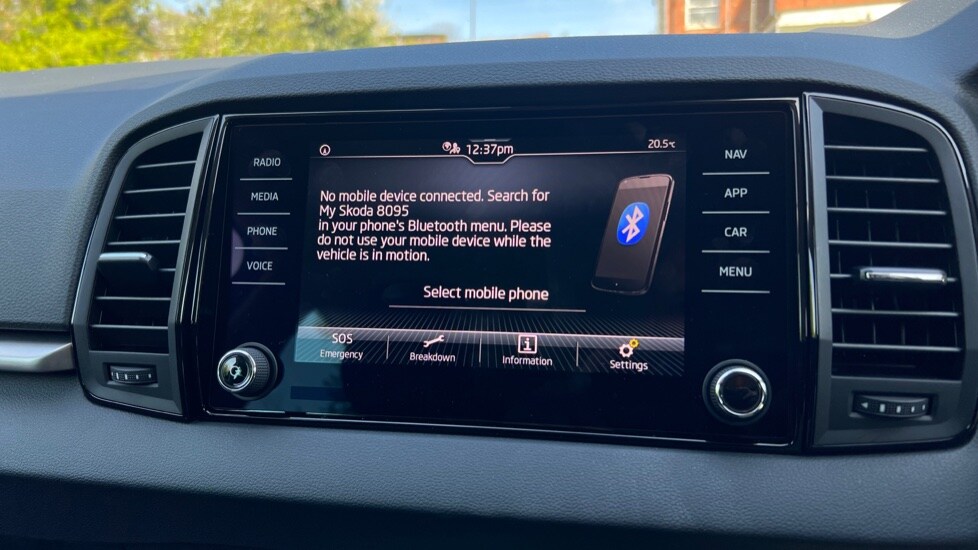 12:37pm
20.5°C
RADIO
MEDIA
PHONE
VOICE
No mobile device connected. Search for
My Skoda 8095
in your phone's Bluetooth menu. Please
do not use your mobile device while the
vehicle is in motion.
Select mobile phone
SOS
Emergency
Breakdown
Information
Settings
NAV
APP
CAR
MENU